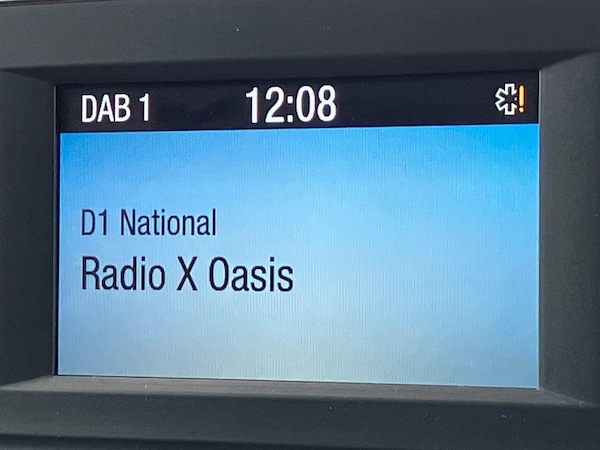 DAB 1 12:08
D1 National
Radio X Oasis